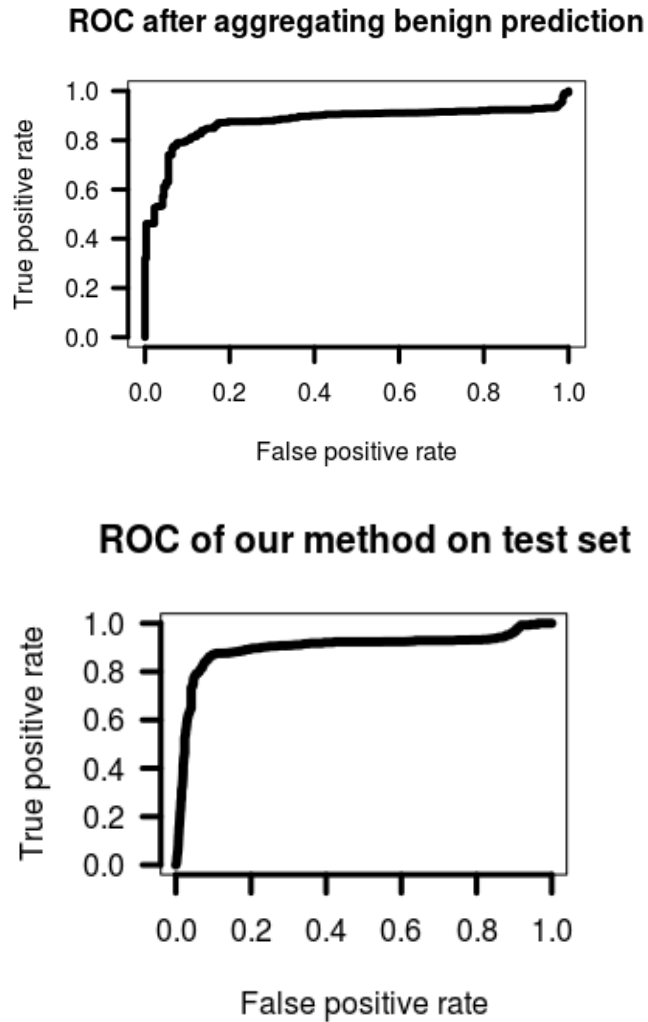 ROC after aggregating benign prediction
True positive rate
1.0
0.8
0.6
0.4
0.2
0.0
0.0 0.2 0.4 0.6 0.8 1.0
False positive rate
ROC of our method on test set
True positive rate
1.0
0.8
0.6
0.4
0.2
0.0
0.0 0.2 0.4 0.6 0.8 1.0
False positive rate